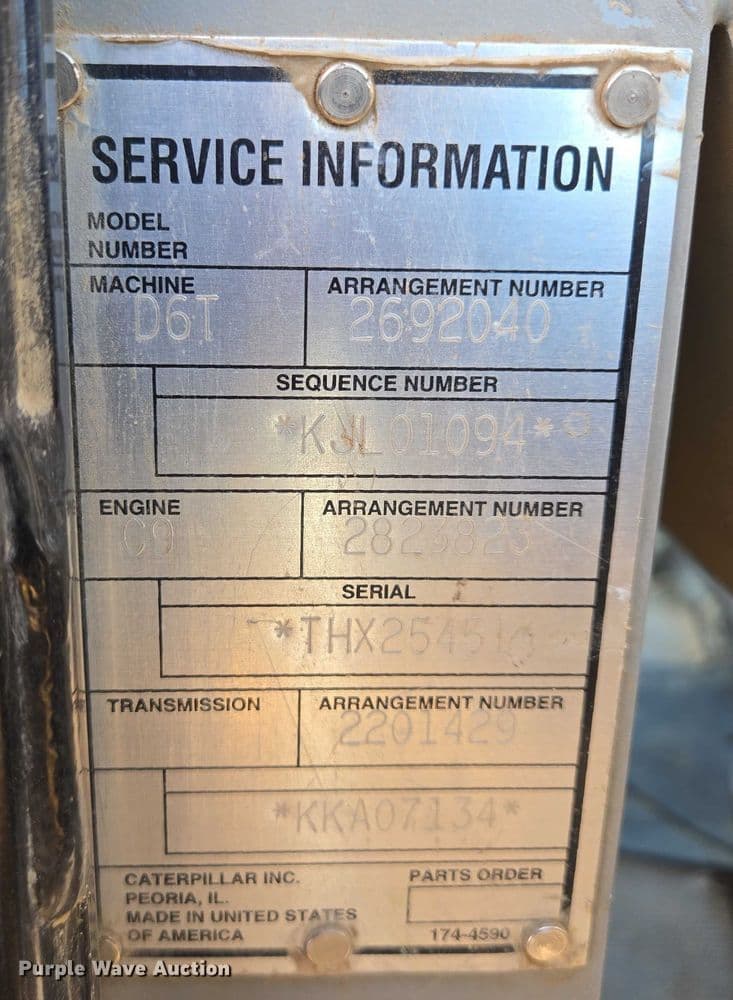 SERVICE INFORMATION
MODEL
NUMBER
MACHINE
ARRANGEMENT NUMBER
D6T
2692040
SEQUENCE NUMBER
*KJL01094*
ENGINE
ARRANGEMENT NUMBER
C9
2823823
SERIAL
TRANSMISSION
ARRANGEMENT NUMBER
2201429
*KKA07134*
CATERPILLAR INC.
PEORIA, IL.
MADE IN UNITED STATES
OF AMERICA
PARTS ORDER
174-4590
Purple Wave Auction